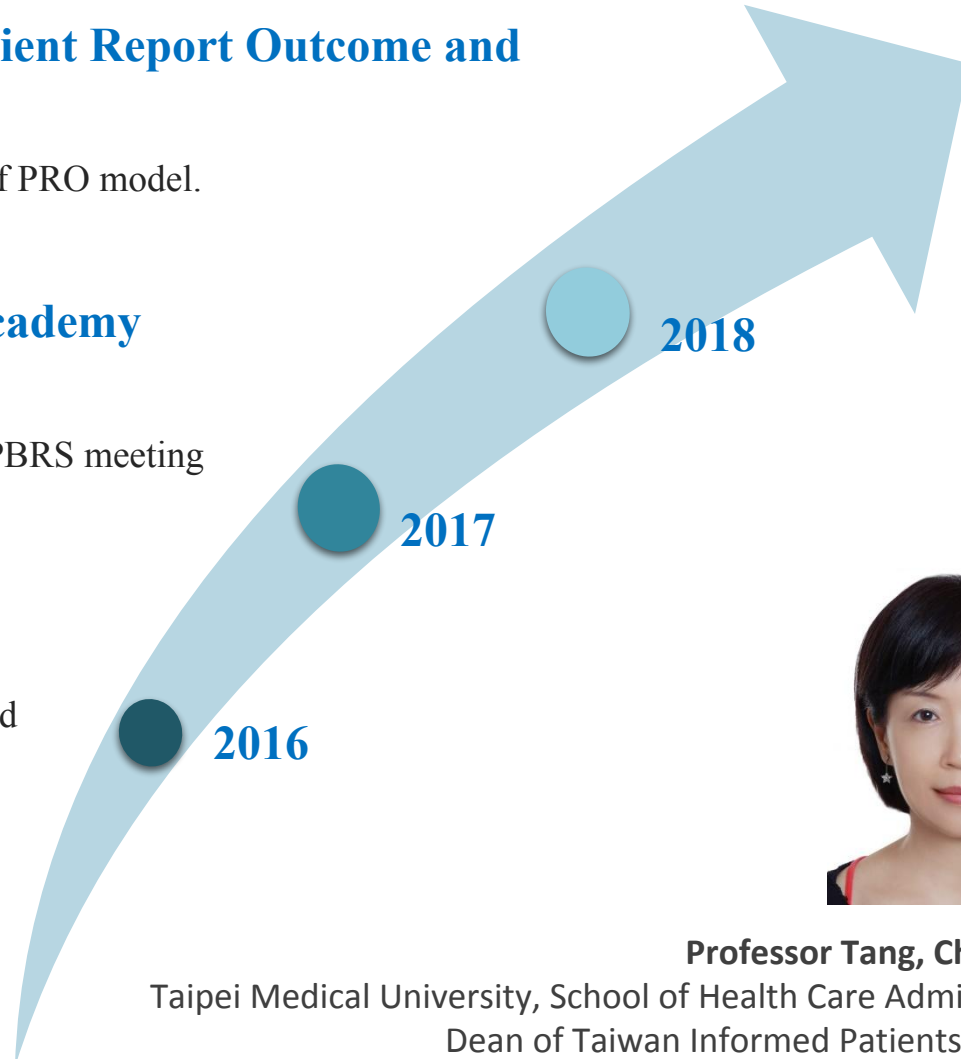 ient Report Outcome and
f PRO model.
cademy
2018
PBRS meeting
2017
d
2016
Professor Tang, Ch
Taipei Medical University, School of Health Care Admi
Dean of Taiwan Informed Patients